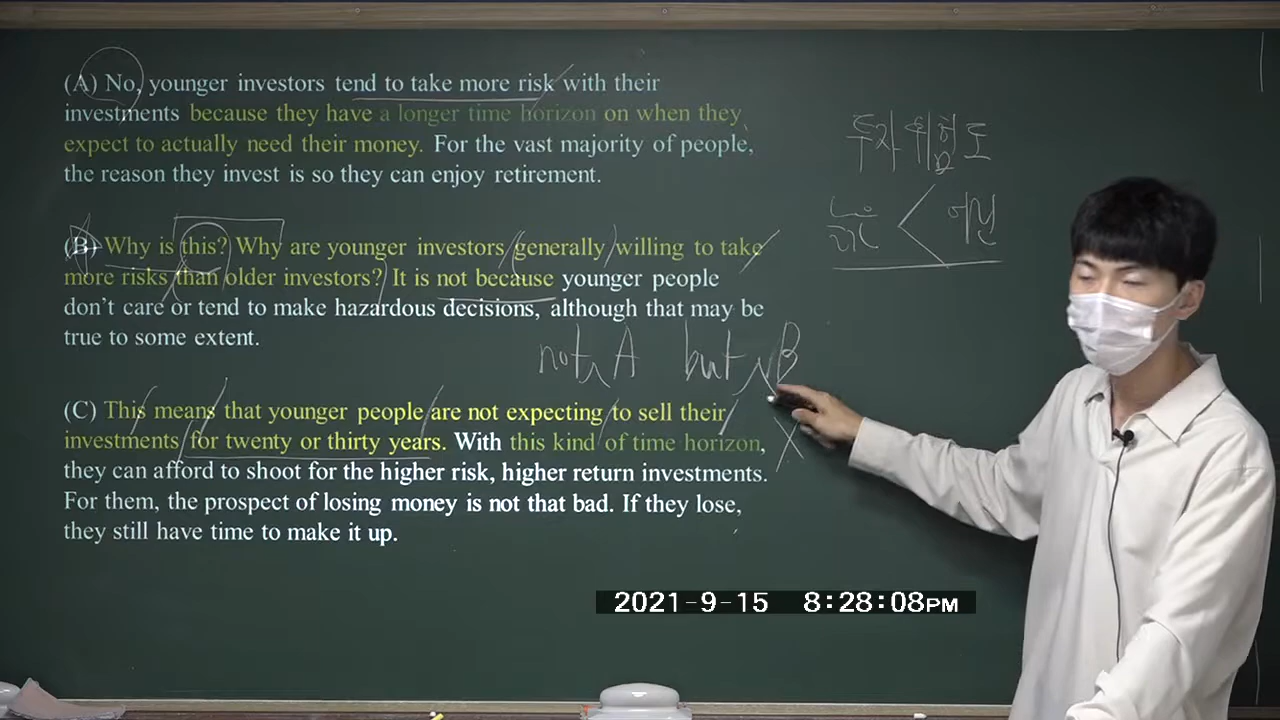 (A) No, younger investors tend to take more risk with their
investments because they have a longer time horizon on when they
expect to actually need their money. For the vast majority of people,
the reason they invest is so they can enjoy retirement.
투자 위험도
< 어린
(B) Why is this? Why are younger investors generally willing to take
more risks than older investors? It is not because younger people
don't care or tend to make hazardous decisions, although that may be
true to some extent.
not A but B
(C) This means that younger people are not expecting to sell their
investments for twenty or thirty years. With this kind of time horizon,
they can afford to shoot for the higher risk, higher return investments.
For them, the prospect of losing money is not that bad. If they lose,
they still have time to make it up.
X
2021-9-15 8:28:08PM